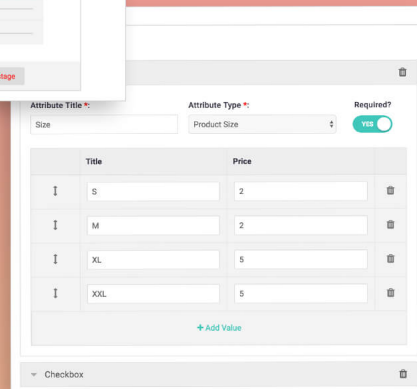 Attribute Title *: Attribute Type *: Required?
Size Product Size YES
Title Price
S 2
M 2
XL 5
XXL 5
+ Add Value
Checkbox